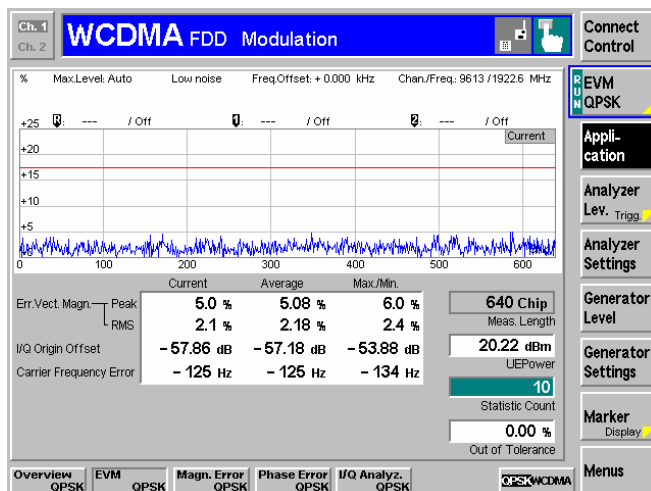 Ch. 1
Ch. 2
WCDMA FDD Modulation
Connect
Control
% Max.Level: Auto Low noise Freq.Offset: + 0.000 kHz Chan./Freq.: 9613 / 1922.6 MHz
R: --- / Off 1: --- / Off 2: --- / Off
Current
+25
+20
+15
+10
+5
0 100 200 300 400 500 600
RUN
EVM
QPSK
Appli-
cation
Analyzer
Lev. Trigg.
Analyzer
Settings
Generator
Level
Generator
Settings
Marker
Display
Menus
Current Average Max./Min.
Err.Vect. Magn. Peak 5.0 % 5.08 % 6.0 %
RMS 2.1 % 2.18 % 2.4 %
I/Q Origin Offset – 57.86 dB – 57.18 dB – 53.88 dB
Carrier Frequency Error – 125 Hz – 125 Hz – 134 Hz
640 Chip
Meas. Length
20.22 dBm
UEPower
10
Statistic Count
0.00 %
Out of Tolerance
Overview
QPSK
EVM
QPSK
Magn. Error
QPSK
Phase Error
QPSK
I/Q Analyz.
QPSK
QPSK WCDMA